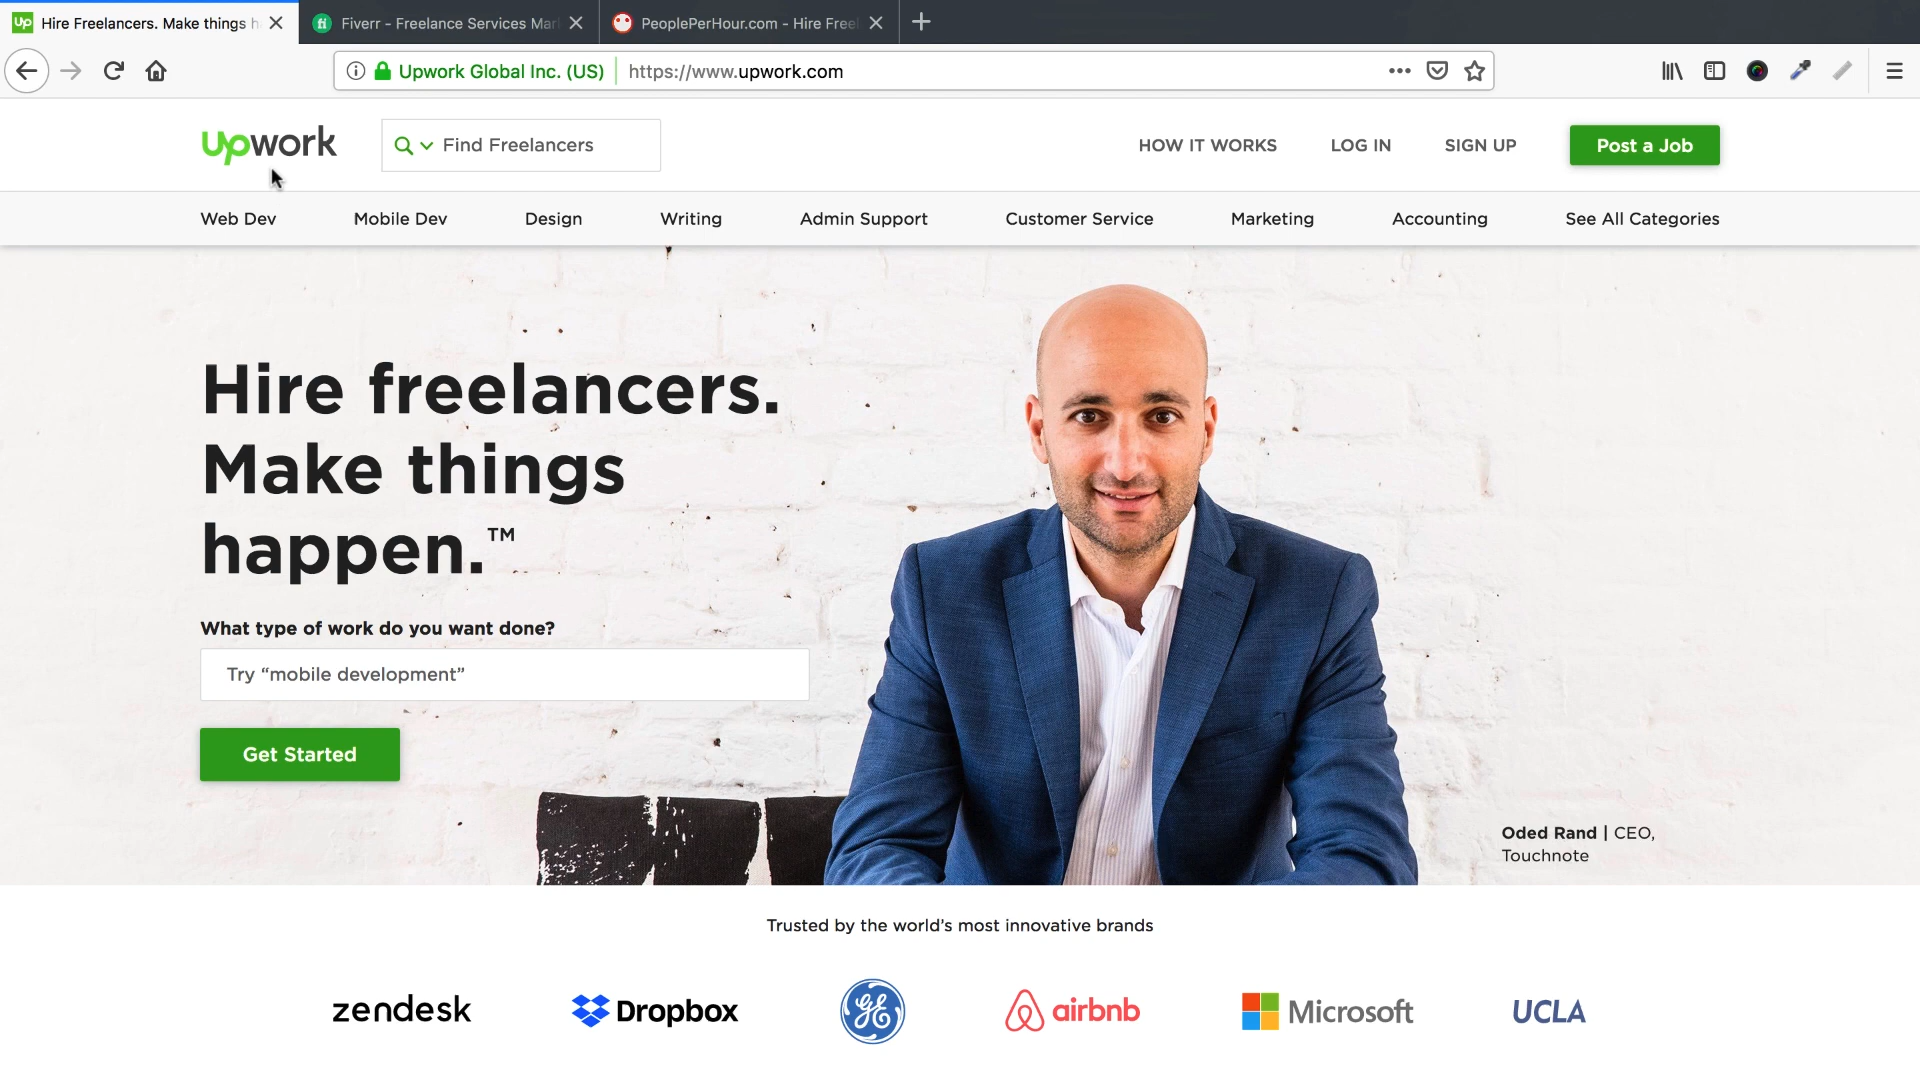 Up Hire Freelancers. Make things h
fi Fiverr - Freelance Services Mar
PeoplePerHour.com - Hire Free
Upwork Global Inc. (US) https://www.upwork.com
upwork
Find Freelancers
HOW IT WORKS
LOG IN
SIGN UP
Post a Job
Web Dev
Mobile Dev
Design
Writing
Admin Support
Customer Service
Marketing
Accounting
See All Categories
Hire freelancers.
Make things
happen.™
What type of work do you want done?
Try “mobile development”
Get Started
Oded Rand | CEO,
Touchnote
Trusted by the world’s most innovative brands
zendesk
Dropbox
GE
airbnb
Microsoft
UCLA